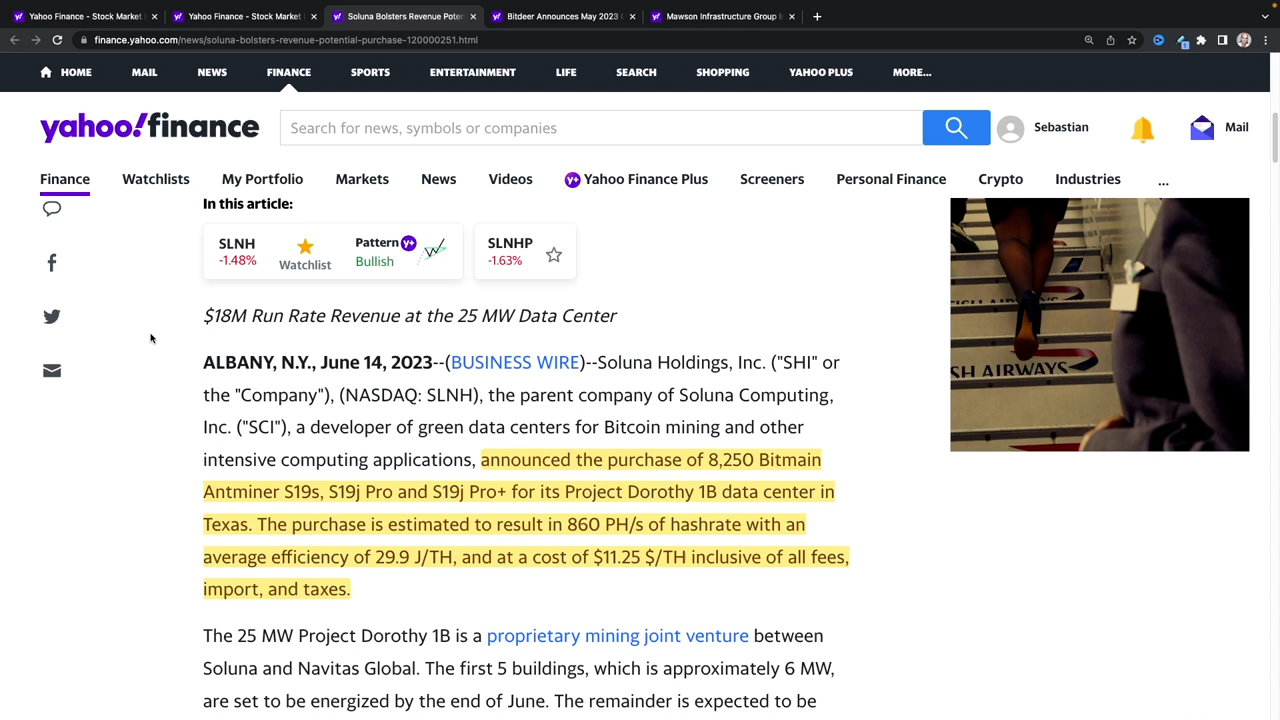 Yahoo Finance - Stock Market
Yahoo Finance - Stock Market
Soluna Bolsters Revenue Poten
Bitdeer Announces May 2023
Mawson Infrastructure Group
finance.yahoo.com/news/soluna-bolsters-revenue-potential-purchase-120000251.html
HOME MAIL NEWS FINANCE SPORTS ENTERTAINMENT LIFE SEARCH SHOPPING YAHOO PLUS MORE...
yahoo!finance
Search for news, symbols or companies
Sebastian
Mail
Finance Watchlists My Portfolio Markets News Videos Y+ Yahoo Finance Plus Screeners Personal Finance Crypto Industries ...
In this article:
SLNH
-1.48%
Watchlist
Pattern Y+
Bullish
SLNHP
-1.63%
$18M Run Rate Revenue at the 25 MW Data Center
ALBANY, N.Y., June 14, 2023--(BUSINESS WIRE)--Soluna Holdings, Inc. ("SHI" or
the "Company"), (NASDAQ: SLNH), the parent company of Soluna Computing,
Inc. ("SCI"), a developer of green data centers for Bitcoin mining and other
intensive computing applications, announced the purchase of 8,250 Bitmain
Antminer S19s, S19j Pro and S19j Pro+ for its Project Dorothy 1B data center in
Texas. The purchase is estimated to result in 860 PH/s of hashrate with an
average efficiency of 29.9 J/TH, and at a cost of $11.25 $/TH inclusive of all fees,
import, and taxes.
The 25 MW Project Dorothy 1B is a proprietary mining joint venture between
Soluna and Navitas Global. The first 5 buildings, which is approximately 6 MW,
are set to be energized by the end of June. The remainder is expected to be
SH AIRWAYS